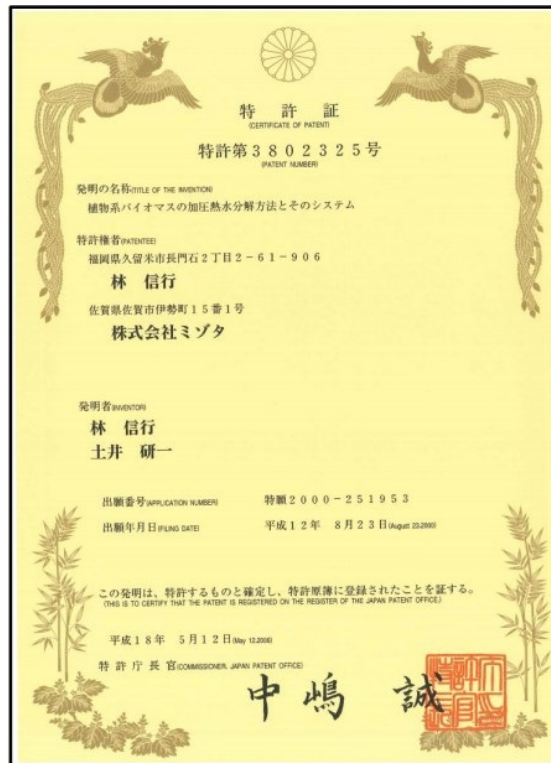 特許証
(CERTIFICATE OF PATENT)
特許第3802325号
(PATENT NUMBER)
発明の名称(TITLE OF THE INVENTION)
植物系バイオマスの加圧熱水分解方法とそのシステム
特許権者(PATENTEE)
福岡県久留米市長門石2丁目2-61-906
林 信行
佐賀県佐賀市伊勢町15番1号
株式会社ミゾタ
発明者(INVENTOR)
林 信行
土井 研一
出願番号(APPLICATION NUMBER) 特願2000-251953
出願年月日(FILING DATE) 平成12年 8月23日(August 23,2000)
この発明は、特許するものと確定し、特許原簿に登録されたことを証する。
(THIS IS TO CERTIFY THAT THE PATENT IS REGISTERED ON THE REGISTER OF THE JAPAN PATENT OFFICE.)
平成18年 5月12日(May 12,2006)
特許庁長官(COMMISSIONER, JAPAN PATENT OFFICE)
中嶋 誠